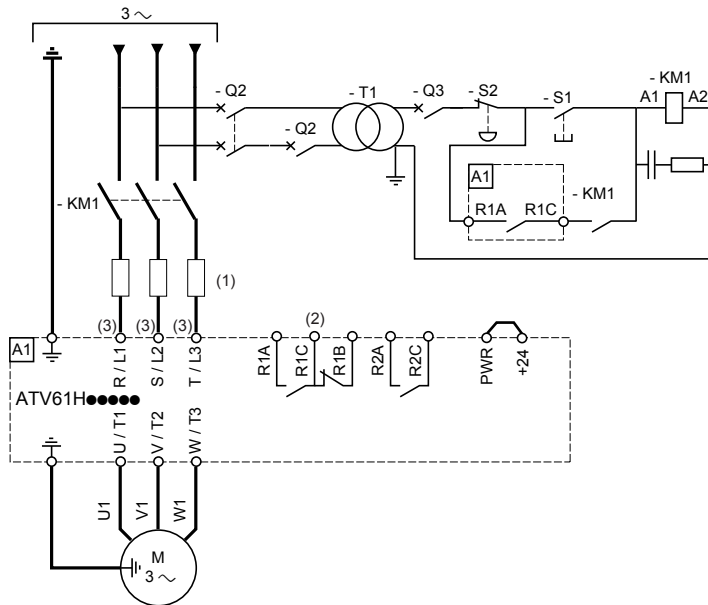 3 ~
- Q2
- T1
- Q3
- S2
- S1
- KM1
A1 A2
- Q2
A1
- KM1
R1A R1C
- KM1
(1)
(3) (3) (3) (2)
A1
R / L1
S / L2
T / L3
R1A
R1C
R1B
R2A
R2C
PWR
+24
ATV61H●●●●●
U / T1
V / T2
W / T3
U1
V1
W1
M
3 ~